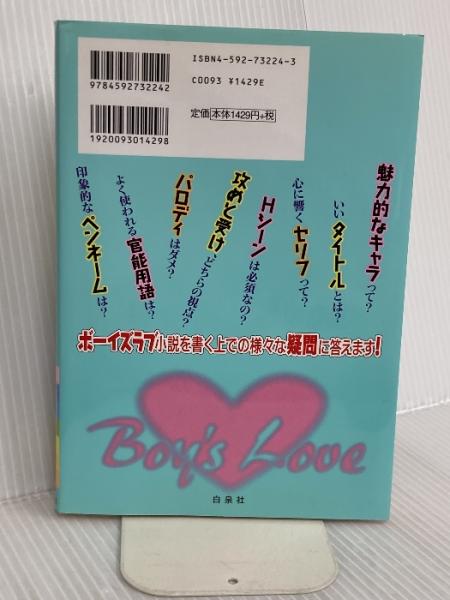 ISBN4-592-73224-3
C0093 ¥1429E
定価 本体1429円+税
9784592732242
1920093014298
魅力的なキャラって？
いいタイトルとは？
心に響くセリフって？
Hシーンは必須なの？
攻めと受けどちらの視点？
パロディはダメ？
よく使われる官能用語は？
印象的なペンネームは？
ボーイズラブ小説を書く上での様々な疑問に答えます!
Boy's Love
白泉社